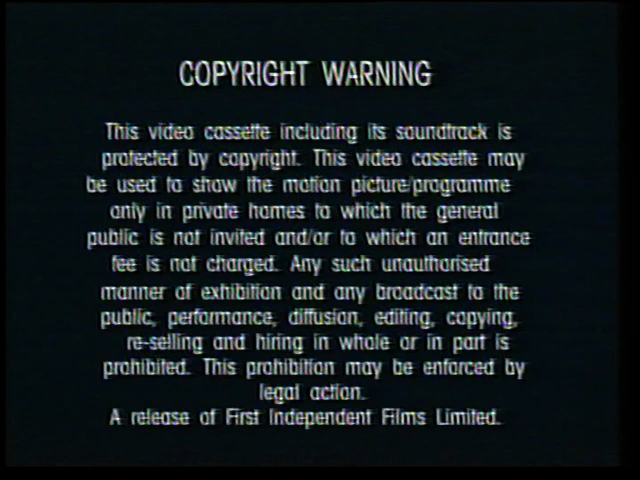 COPYRIGHT WARNING
This video cassette including its soundtrack is
protected by copyright. This video cassette may
be used to show the motion picture/programme
only in private homes to which the general
public is not invited and/or to which an entrance
fee is not charged. Any such unauthorised
manner of exhibition and any broadcast to the
public, performance, diffusion, editing, copying,
re-selling and hiring in whole or in part is
prohibited. This prohibition may be enforced by
legal action.
A release of First Independent Films Limited.